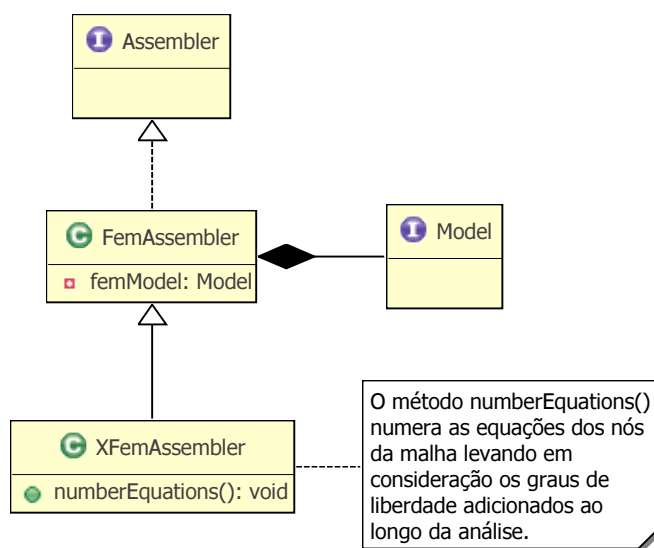 I Assembler
C FemAssembler
femModel: Model
I Model
C XFemAssembler
numberEquations(): void
O método numberEquations()
numera as equações dos nós
da malha levando em
consideração os graus de
liberdade adicionados ao
longo da análise.